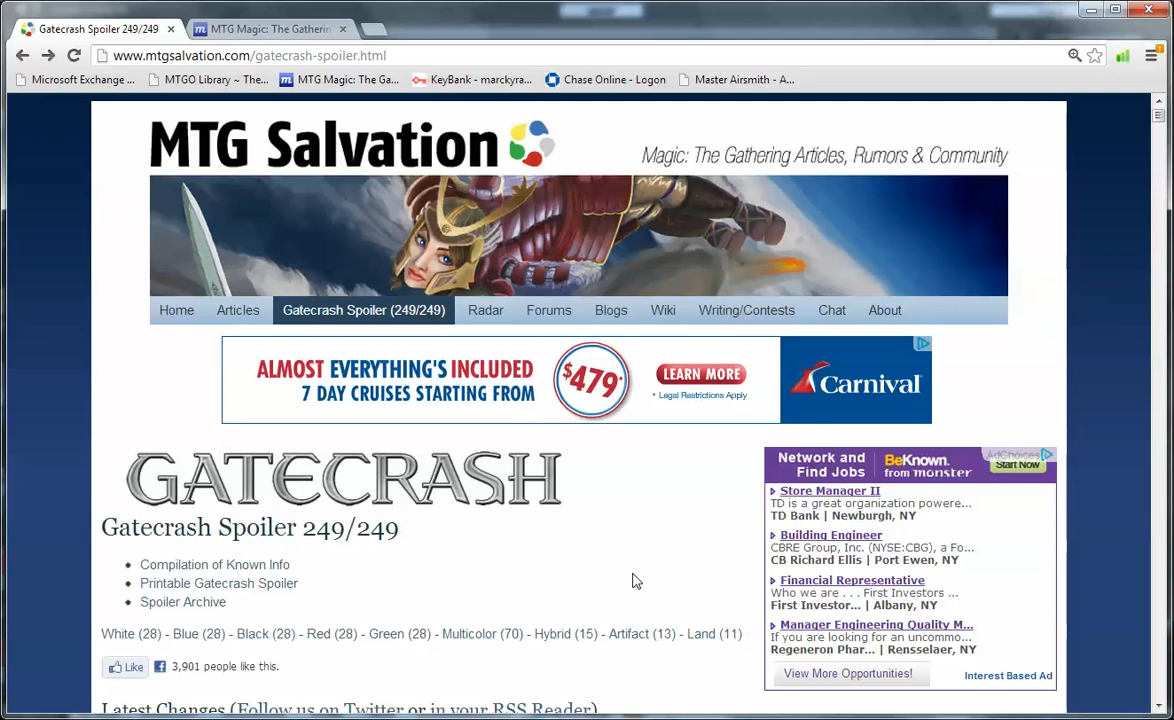 Gatecrash Spoiler 249/249
MTG Magic: The Gatherin
www.mtgsalvation.com/gatecrash-spoiler.html
Microsoft Exchange ...
MTGO Library ~ The...
MTG Magic: The Ga...
KeyBank - marckyra...
Chase Online - Logon
Master Airsmith - A...
MTG Salvation
Magic: The Gathering Articles, Rumors & Community
Home
Articles
Gatecrash Spoiler (249/249)
Radar
Forums
Blogs
Wiki
Writing/Contests
Chat
About
ALMOST EVERYTHING'S INCLUDED
7 DAY CRUISES STARTING FROM
$479*
LEARN MORE
* Legal Restrictions Apply
Carnival
GATECRASH
Gatecrash Spoiler 249/249
Compilation of Known Info
Printable Gatecrash Spoiler
Spoiler Archive
White (28) - Blue (28) - Black (28) - Red (28) - Green (28) - Multicolor (70) - Hybrid (15) - Artifact (13) - Land (11)
Like
3,901 people like this.
Latest Changes (Follow us on Twitter or in your RSS Reader)
Network and
Find Jobs
BeKnown.
from monster
AdChoices
Start Now
Store Manager II
TD is a great organization powere...
TD Bank | Newburgh, NY
Building Engineer
CBRE Group, Inc. (NYSE:CBG), a Fo...
CB Richard Ellis | Port Ewen, NY
Financial Representative
Who we are . . . First Investors ...
First Investor... | Albany, NY
Manager Engineering Quality M...
If you are looking for an uncommo...
Regeneron Phar... | Rensselaer, NY
View More Opportunities!
Interest Based Ad